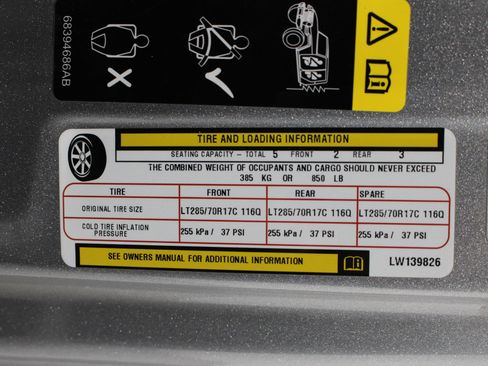 68394686AB
TIRE AND LOADING INFORMATION
SEATING CAPACITY - TOTAL 5 FRONT 2 REAR 3
THE COMBINED WEIGHT OF OCCUPANTS AND CARGO SHOULD NEVER EXCEED
385 KG OR 850 LB
TIRE FRONT REAR SPARE
ORIGINAL TIRE SIZE LT285/70R17C 116Q LT285/70R17C 116Q LT285/70R17C 116Q
COLD TIRE INFLATION
PRESSURE 255 kPa / 37 PSI 255 kPa / 37 PSI 255 kPa / 37 PSI
SEE OWNERS MANUAL FOR ADDITIONAL INFORMATION LW139826